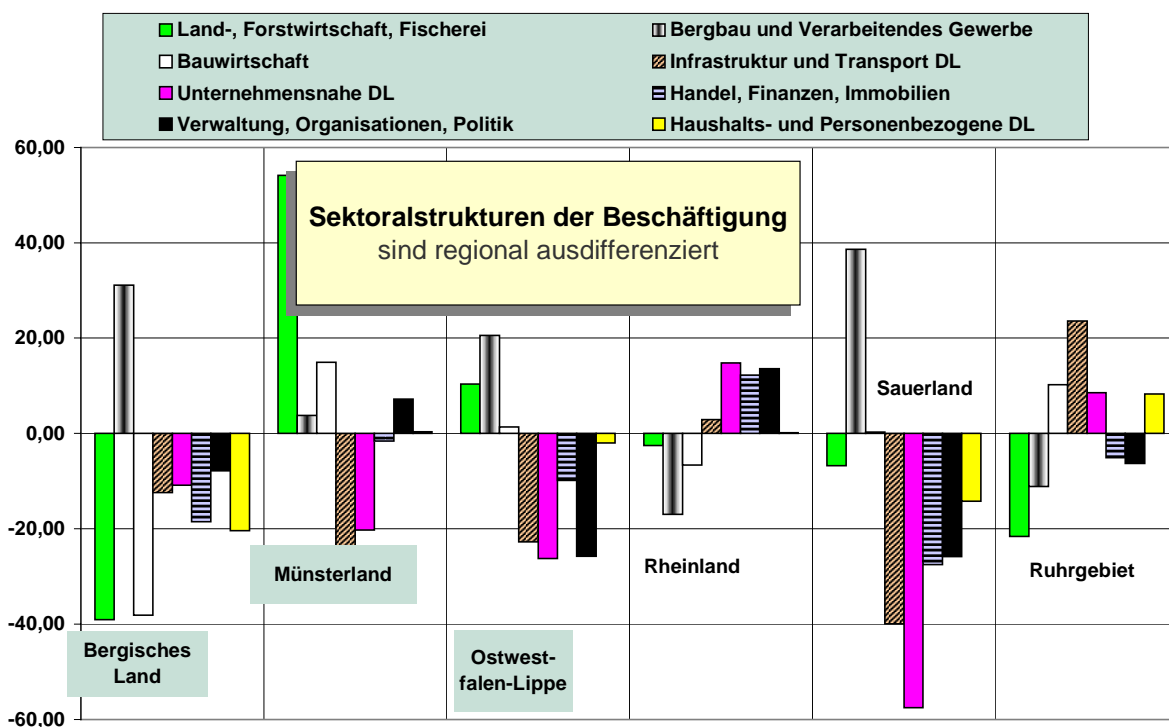 Land-, Forstwirtschaft, Fischerei
Bergbau und Verarbeitendes Gewerbe
Bauwirtschaft
Infrastruktur und Transport DL
Unternehmensnahe DL
Handel, Finanzen, Immobilien
Verwaltung, Organisationen, Politik
Haushalts- und Personenbezogene DL
60,00
40,00
20,00
0,00
-20,00
-40,00
-60,00
Sektoralstrukturen der Beschäftigung
sind regional ausdifferenziert
Bergisches
Land
Münsterland
Ostwest-
falen-Lippe
Rheinland
Sauerland
Ruhrgebiet